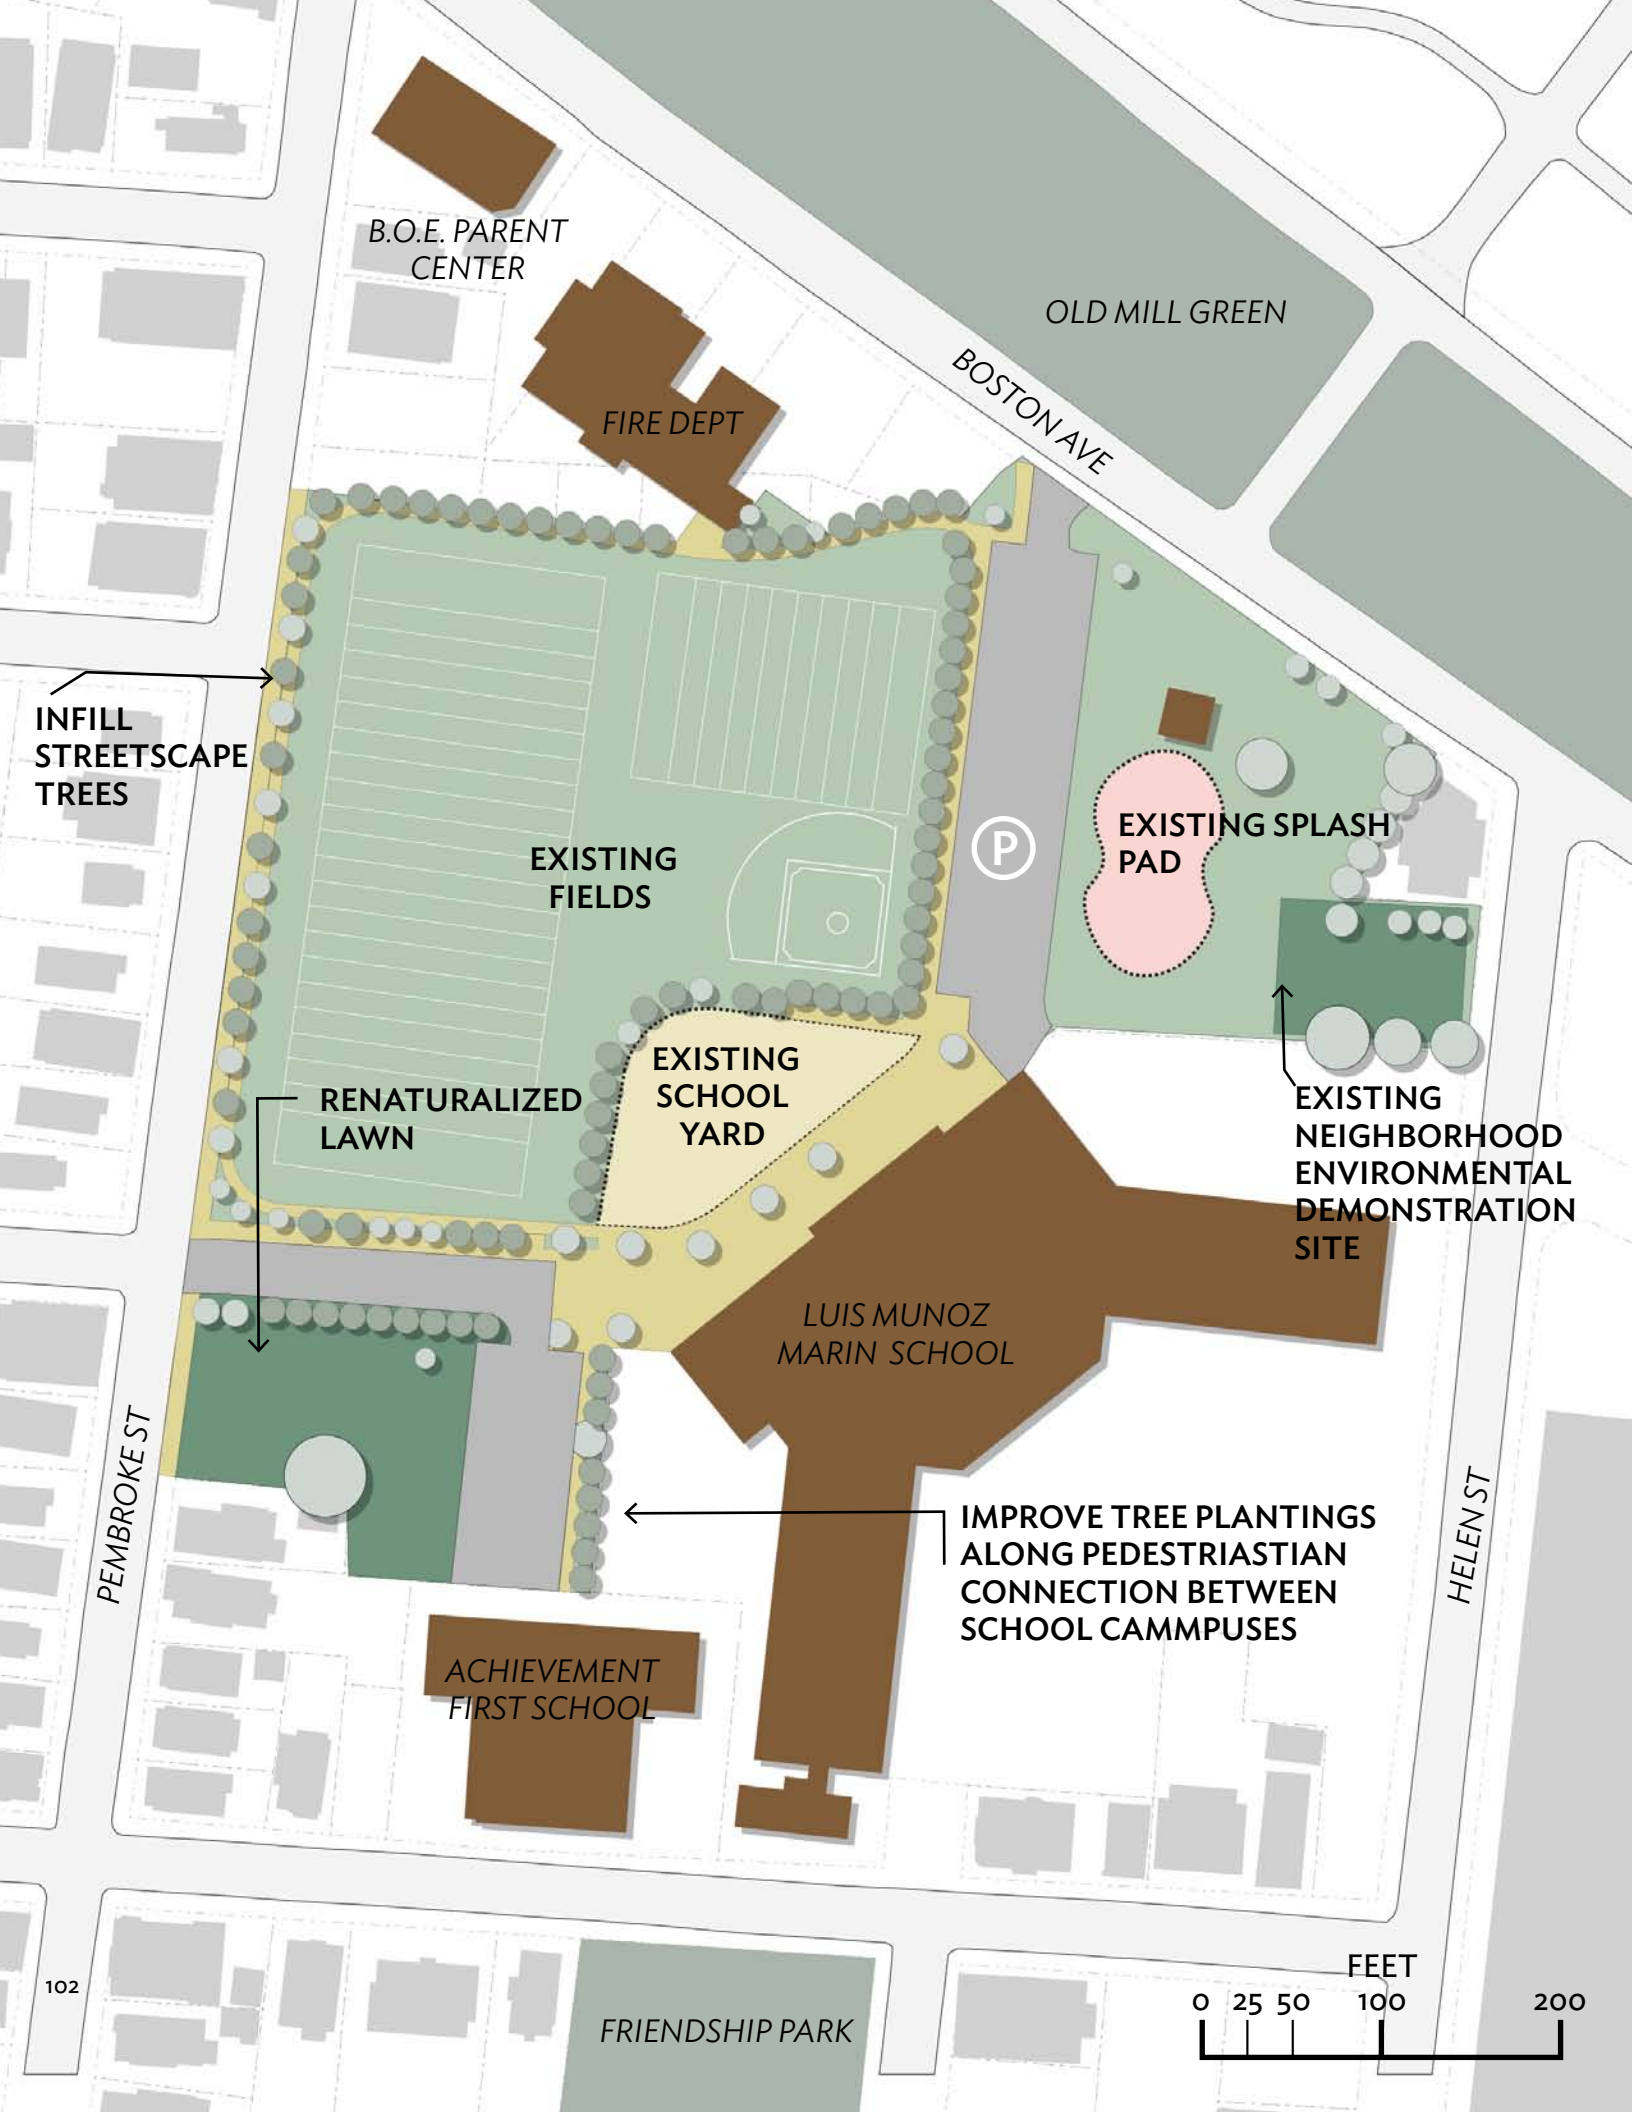 B.O.E. PARENT
CENTER
OLD MILL GREEN
BOSTON AVE
FIRE DEPT
INFILL
STREETSCAPE
TREES
EXISTING SPLASH
PAD
P
EXISTING
FIELDS
EXISTING
SCHOOL
YARD
RENATURALIZED
LAWN
EXISTING
NEIGHBORHOOD
ENVIRONMENTAL
DEMONSTRATION
SITE
LUIS MUNOZ
MARIN SCHOOL
PEMBROKE ST
HELEN ST
IMPROVE TREE PLANTINGS
ALONG PEDESTRIASTIAN
CONNECTION BETWEEN
SCHOOL CAMMPUSES
ACHIEVEMENT
FIRST SCHOOL
FRIENDSHIP PARK
102
FEET
0 25 50 100 200